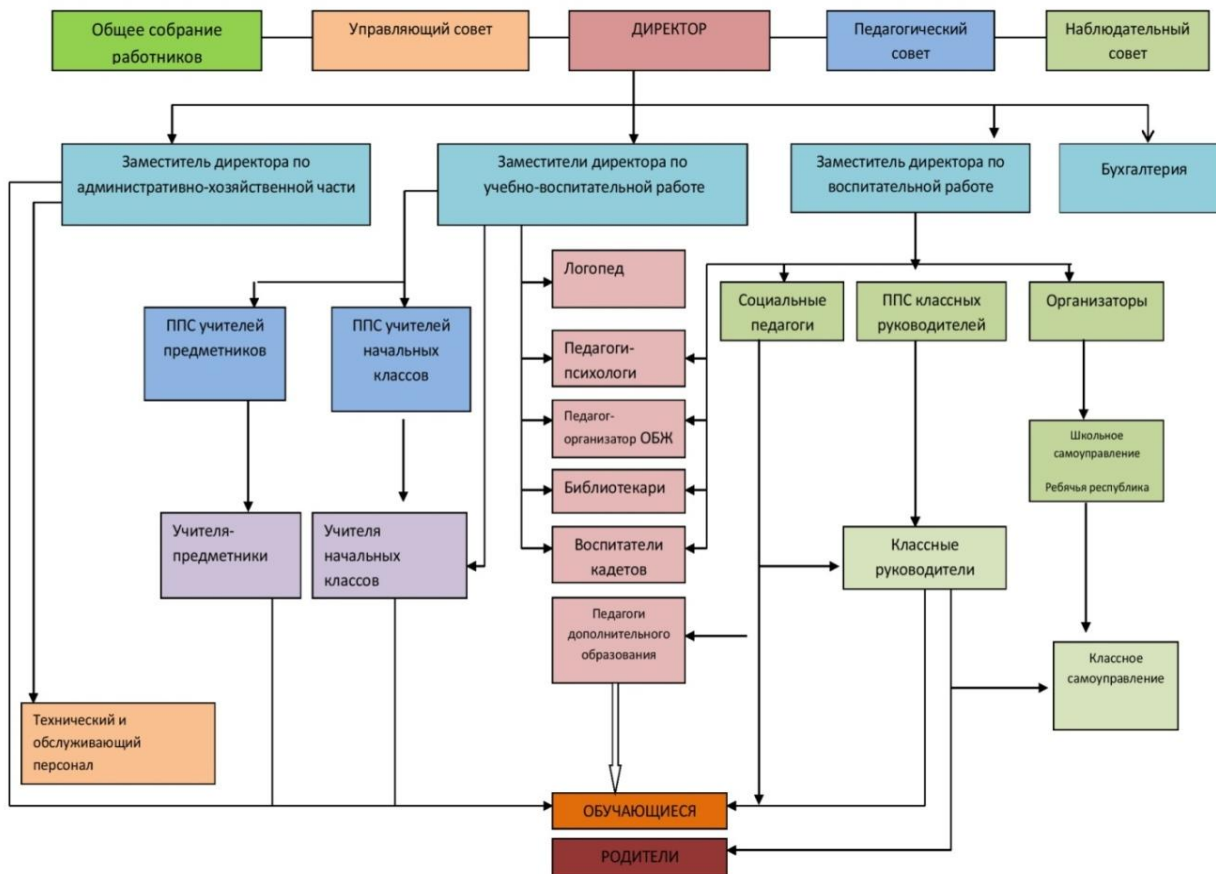 Общее собрание
работников
Управляющий совет
ДИРЕКТОР
Педагогический
совет
Наблюдательный
совет
Заместитель директора по
административно-хозяйственной части
Заместители директора по
учебно-воспитательной работе
Заместитель директора по
воспитательной работе
Бухгалтерия
Логопед
Социальные
педагоги
ППС классных
руководителей
Организаторы
ППС учителей
предметников
ППС учителей
начальных
классов
Педагоги-
психологи
Педагог-
организатор ОБЖ
Библиотекари
Школьное
самоуправление
Ребячья республика
Учителя-
предметники
Учителя
начальных
классов
Воспитатели
кадетов
Классные
руководители
Педагоги
дополнительного
образования
Классное
самоуправление
Технический и
обслуживающий
персонал
ОБУЧАЮЩИЕСЯ
РОДИТЕЛИ